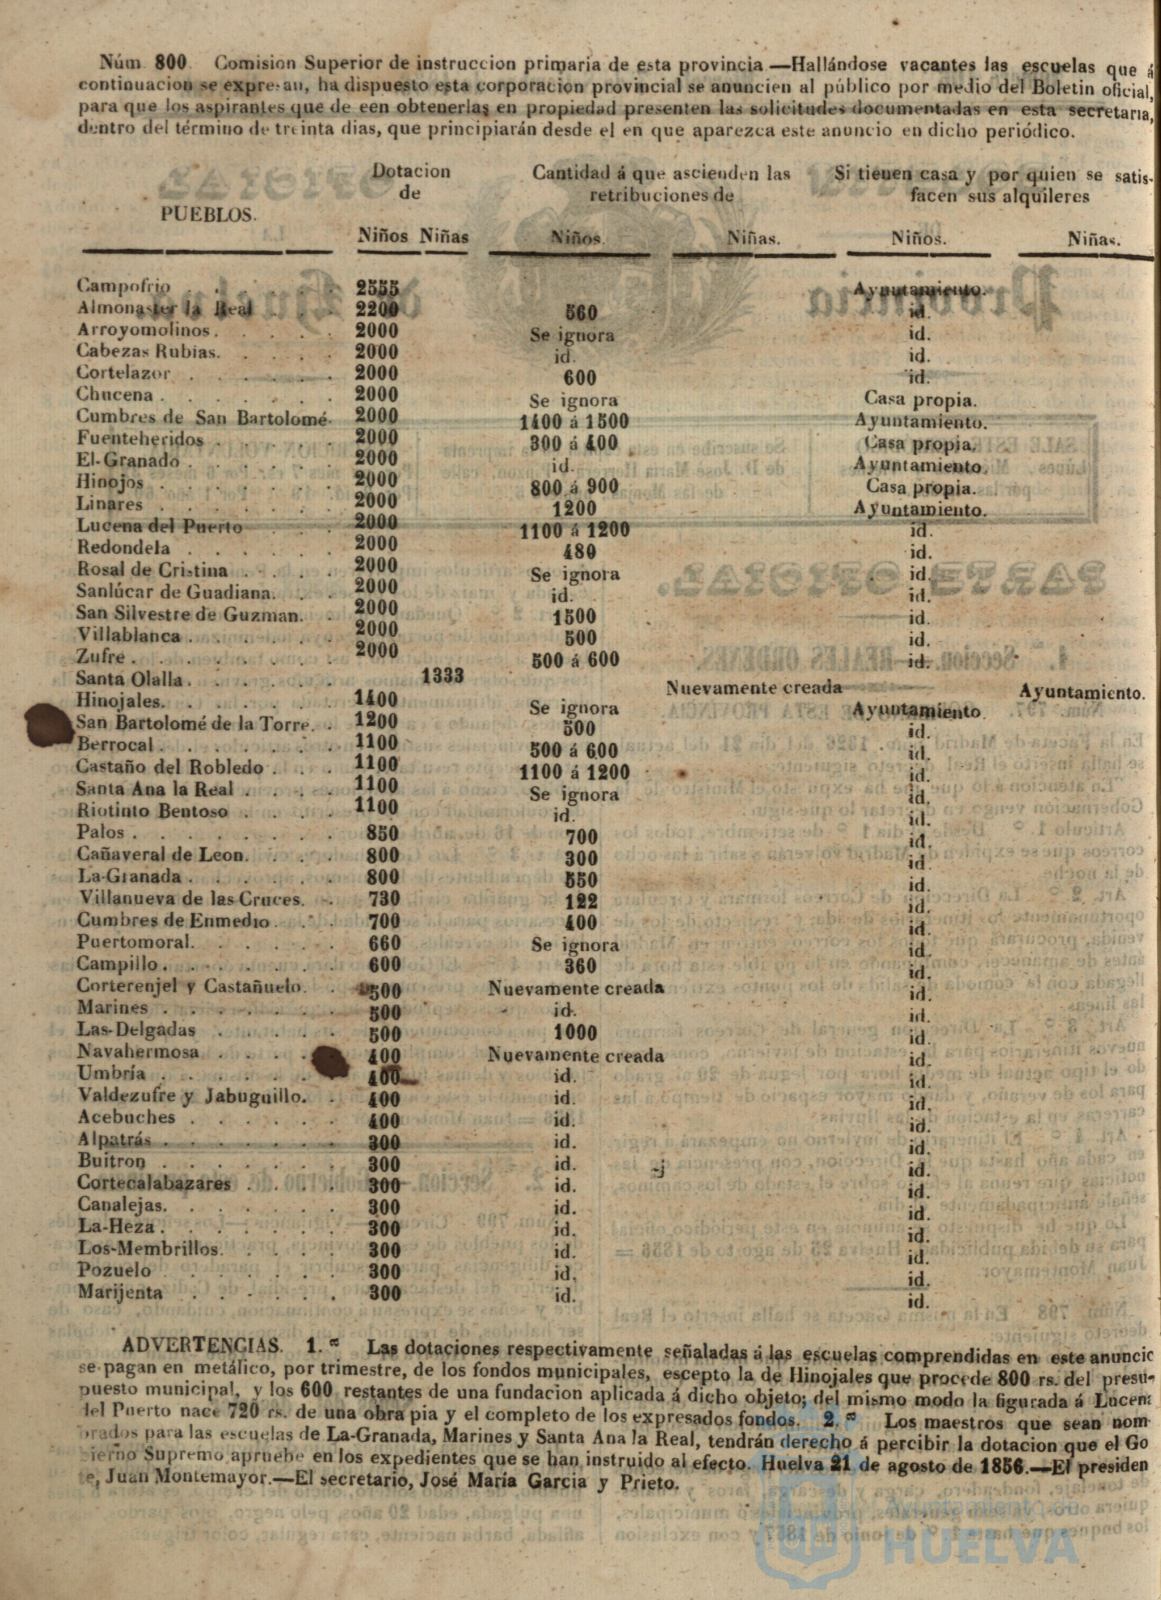 Núm 800 Comision Superior de instruccion primaria de esta provincia —Hallándose vacantes las escuelas que á
continuacion se expresan, ha dispuesto esta corporacion provincial se anuncien al público por medio del Boletin oficial,
para que los aspirantes que de een obtenerlas en propiedad presenten las solicitudes documentadas en esta secretaria,
dentro del término de treinta dias, que principiarán desde el en que aparezca este anuncio en dicho periódico.
Dotacion Cantidad á que ascienden las Si tienen casa y por quien se satis-
de retribuciones de facen sus alquileres
PUEBLOS.
Niños Niñas Niños. Niñas. Niños. Niñas.
Campofrio 2555 Ayuntamiento.
Almonaster la Real 2200 560 id.
Arroyomolinos. 2000 Se ignora id.
Cabezas Rubias. 2000 id. id.
Cortelazor 2000 600 id.
Chucena 2000 Se ignora Casa propia.
Cumbres de San Bartolomé 2000 1400 á 1500 Ayuntamiento.
Fuenteheridos 2000 300 á 400 Casa propia.
El-Granado 2000 id. Ayuntamiento.
Hinojos 2000 800 á 900 Casa propia.
Linares 2000 1200 Ayuntamiento.
Lucena del Puerto 2000 1100 á 1200 id.
Redondela 2000 480 id.
Rosal de Cristina 2000 Se ignora id.
Sanlúcar de Guadiana. 2000 id. id.
San Silvestre de Guzman. 2000 1500 id.
Villablanca 2000 500 id.
Zufre 2000 500 á 600 id.
Santa Olalla 1333 Nuevamente creada Ayuntamiento.
Hinojales. 1400 Se ignora Ayuntamiento
San Bartolomé de la Torre. 1200 500 id.
Berrocal 1100 500 á 600 id.
Castaño del Robledo 1100 1100 á 1200 id.
Santa Ana la Real 1100 Se ignora id.
Riotinto Bentoso 1100 id. id.
Palos 850 700 id.
Cañaveral de Leon. 800 300 id.
La-Granada 800 550 id.
Villanueva de las Cruces. 730 122 id.
Cumbres de Enmedio 700 400 id.
Puertomoral. 660 Se ignora id.
Campillo 600 360 id.
Corterenjel y Castañuelo. 500 Nuevamente creada id.
Marines 500 id. id.
Las-Delgadas 500 1000 id.
Navahermosa 400 Nuevamente creada id.
Umbría 400 id. id.
Valdezufre y Jabuguillo. 400 id. id.
Acebuches 400 id. id.
Alpatrás 300 id. id.
Buitron 300 id. id.
Cortecalabazares 300 id. id.
Canalejas. 300 id. id.
La-Heza 300 id. id.
Los-Membrillos. 300 id. id.
Pozuelo 300 id. id.
Marijenta 300 id. id.
ADVERTENCIAS. 1.ª Las dotaciones respectivamente señaladas á las escuelas comprendidas en este anuncio
se pagan en metálico, por trimestre, de los fondos municipales, escepto la de Hinojales que procede 800 rs. del presu-
puesto municipal, y los 600 restantes de una fundacion aplicada á dicho objeto; del mismo modo la figurada á Lucena
del Puerto nace 720 rs. de una obra pia y el completo de los expresados fondos. 2.ª Los maestros que sean nom
brados para las escuelas de La-Granada, Marines y Santa Ana la Real, tendrán derecho á percibir la dotacion que el Go
ierno Supremo apruebe en los expedientes que se han instruido al efecto. Huelva 21 de agosto de 1856.—El presiden
e, Juan Montemayor.—El secretario, José Maria Garcia y Prieto.
Ayuntamiento de
HUELVA